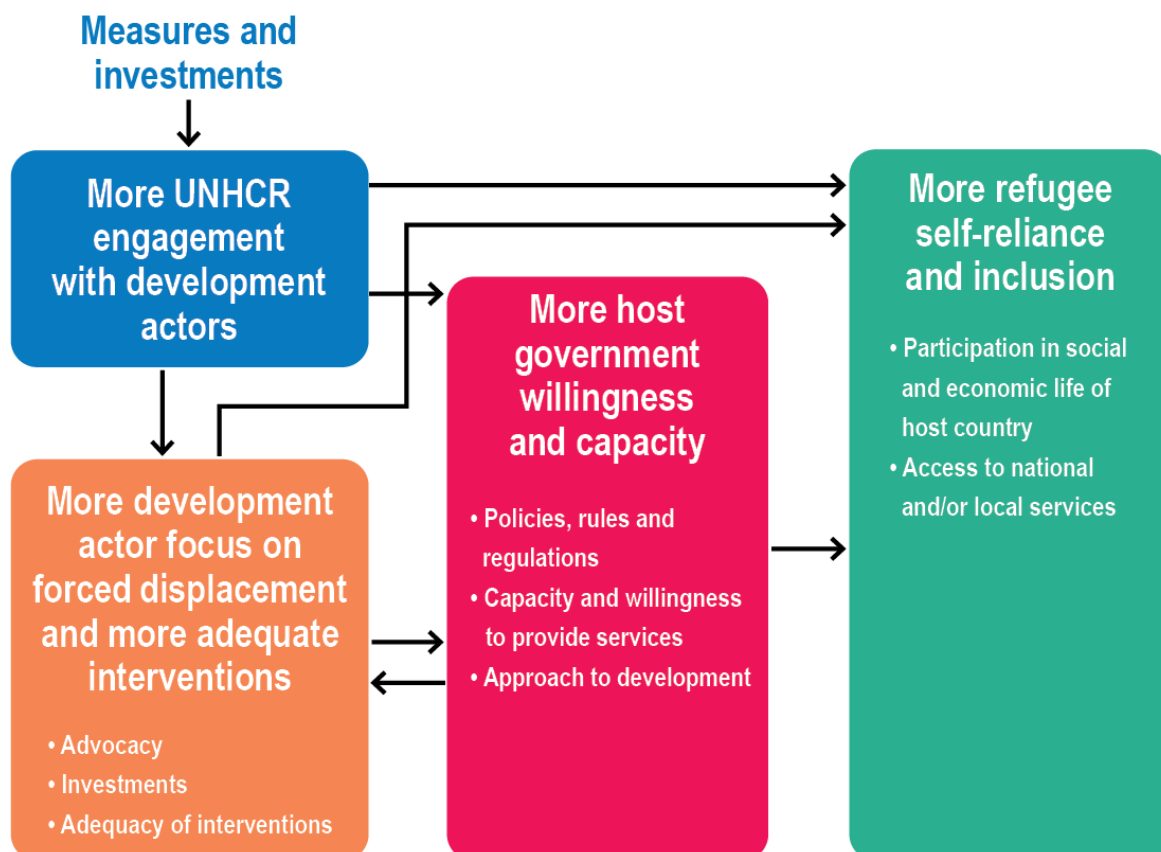 Measures and
investments
More UNHCR
engagement
with development
actors
More development
actor focus on
forced displacement
and more adequate
interventions
• Advocacy
• Investments
• Adequacy of interventions
More host
government
willingness
and capacity
• Policies, rules and
regulations
• Capacity and willingness
to provide services
• Approach to development
More refugee
self-reliance
and inclusion
• Participation in social
and economic life of
host country
• Access to national
and/or local services